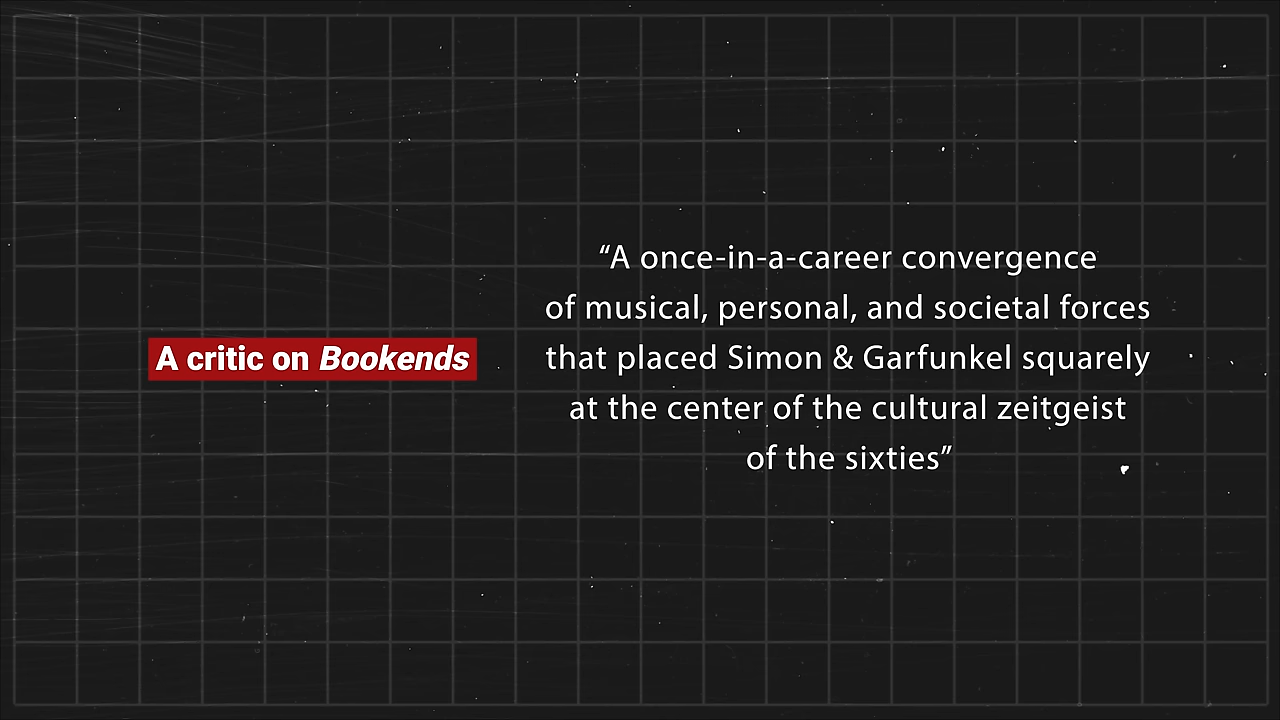 A critic on Bookends
“A once-in-a-career convergence
of musical, personal, and societal forces
that placed Simon & Garfunkel squarely
at the center of the cultural zeitgeist
of the sixties”